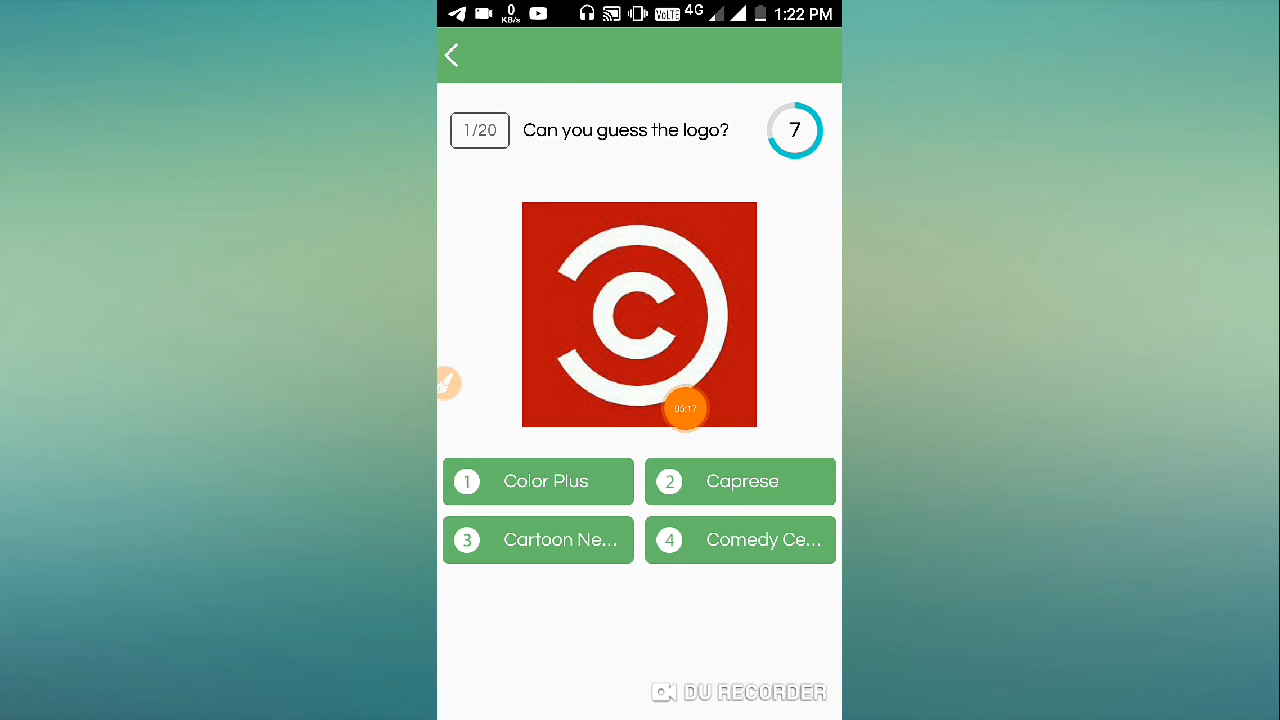 0
KB/s
VoLTE
4G
1:22 PM
1/20
Can you guess the logo?
7
05:17
1 Color Plus
2 Caprese
3 Cartoon Ne...
4 Comedy Ce...
DU RECORDER